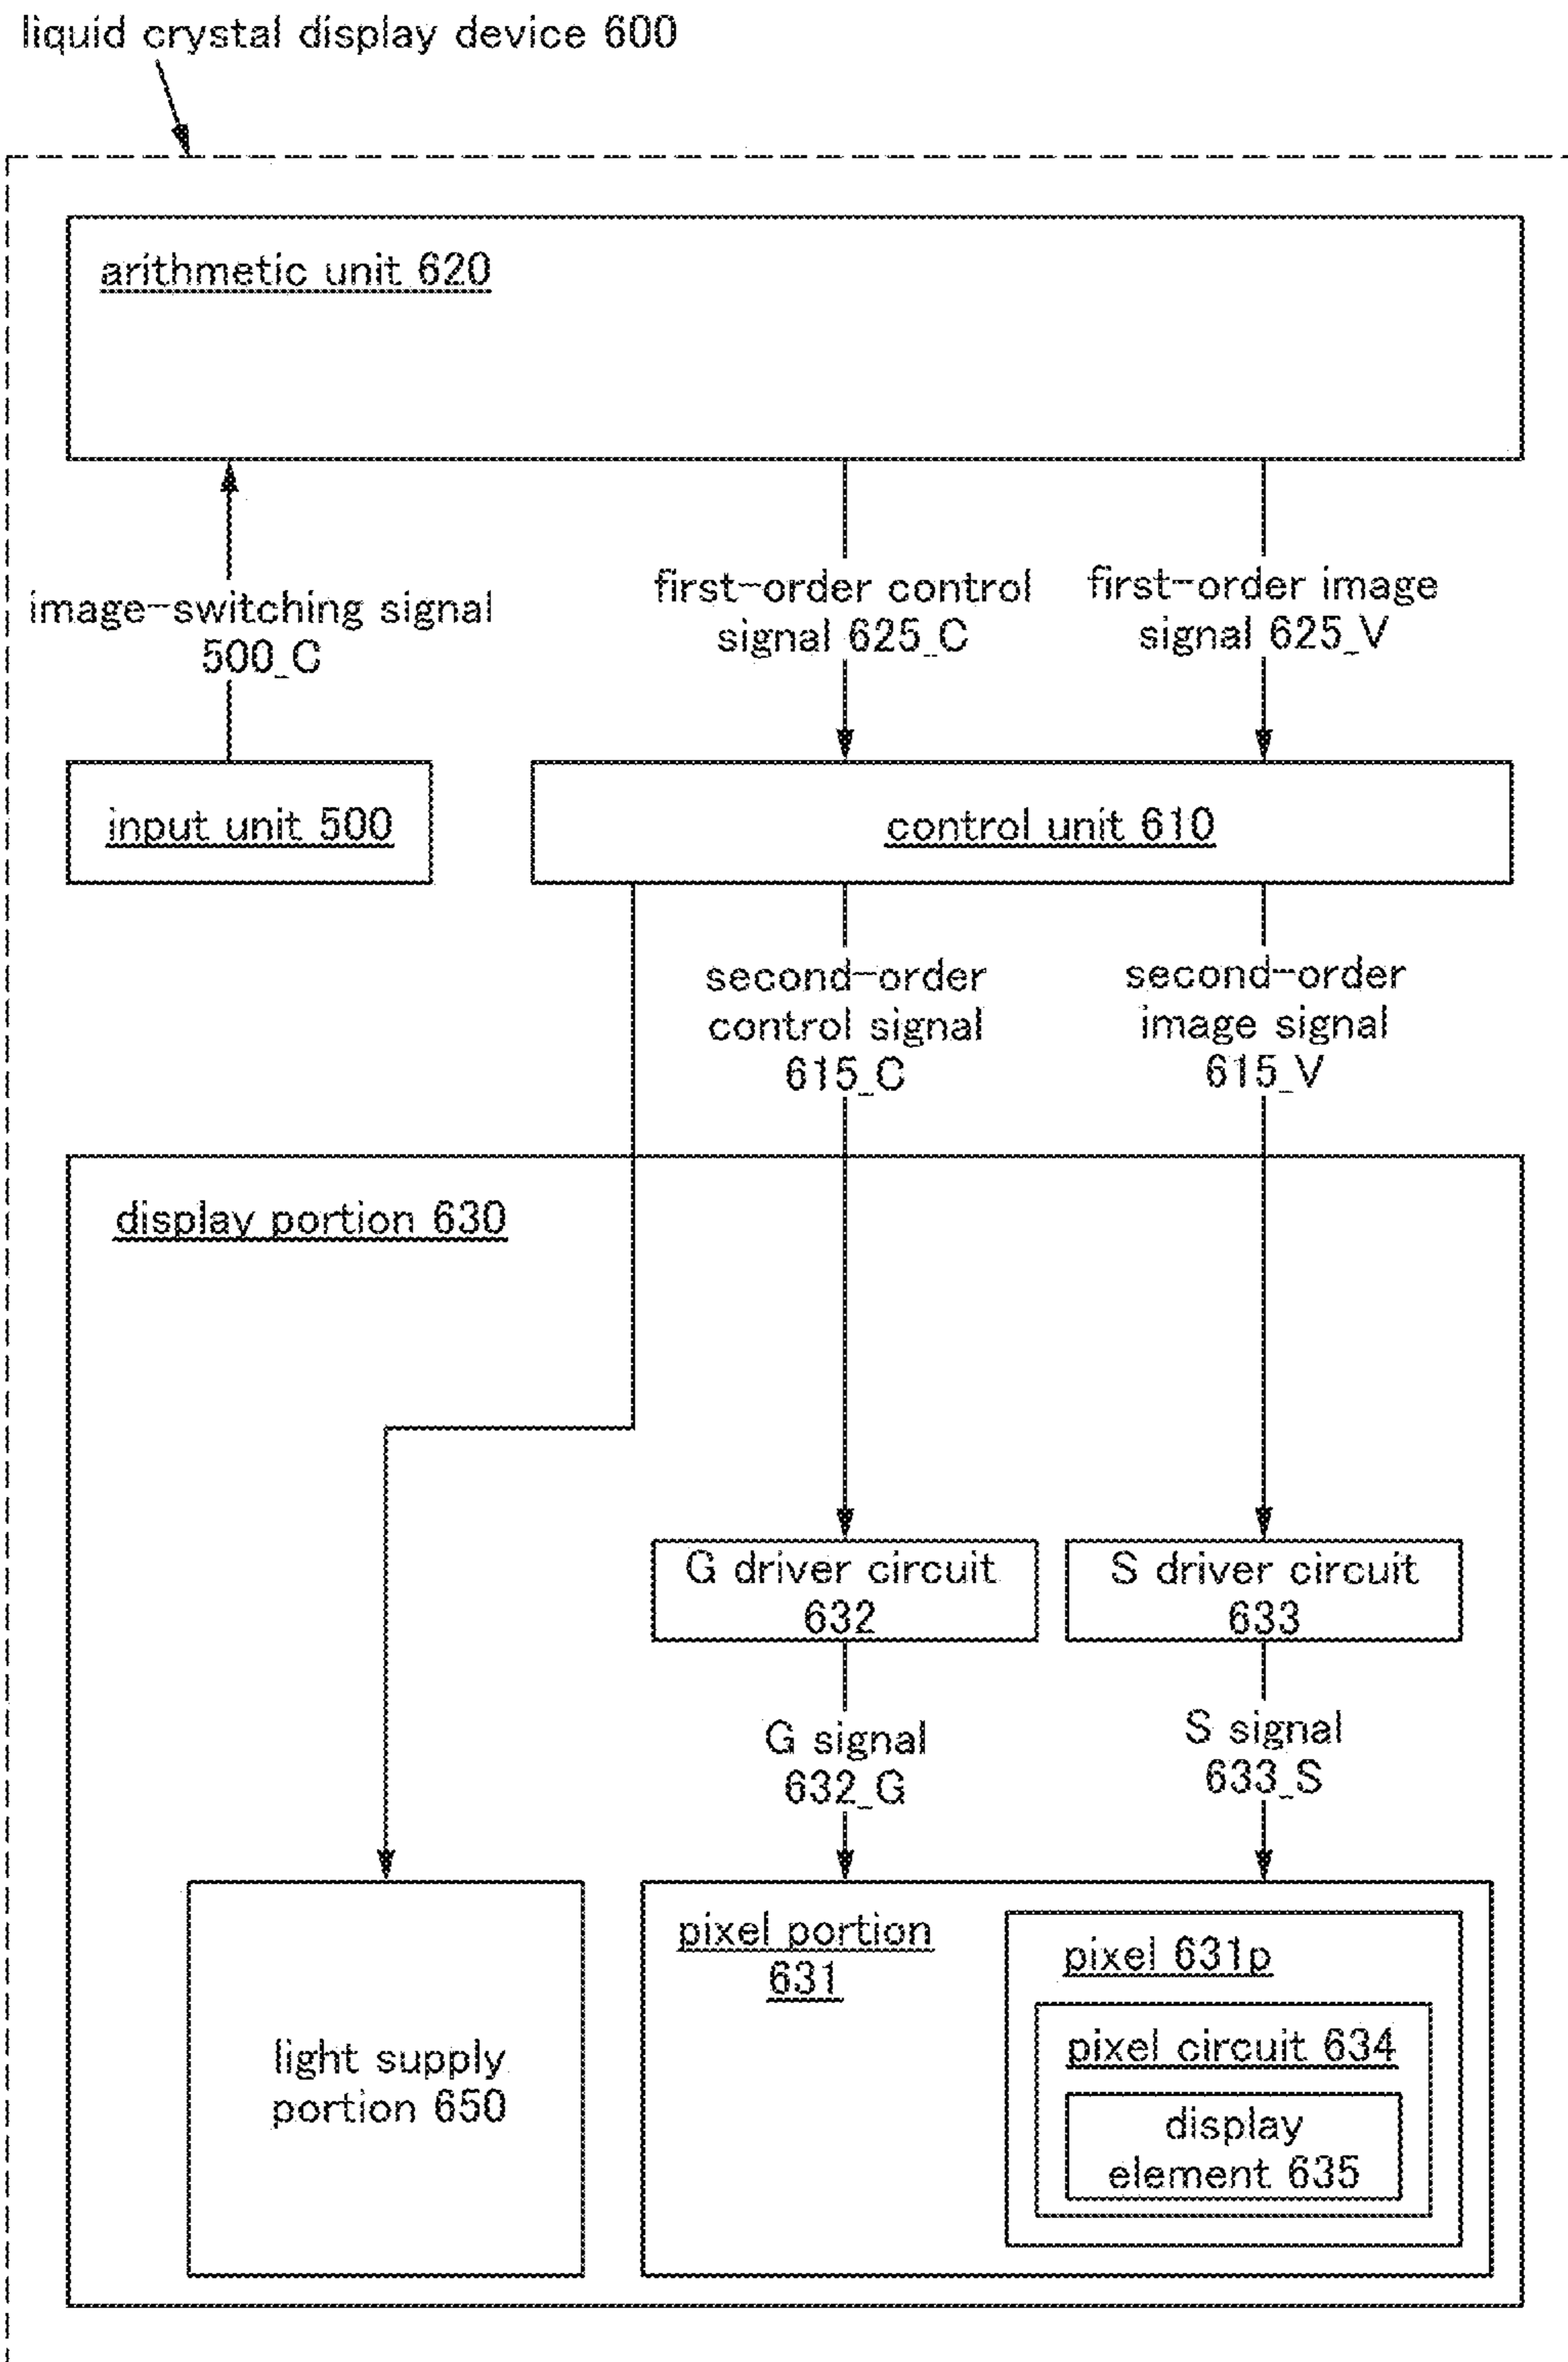 liquid crystal display device 600
arithmetic unit 620
image-switching signal
500_C
first-order control
signal 625_C
first-order image
signal 625_V
input unit 500
control unit 610
second-order
control signal
615_C
second-order
image signal
615_V
display portion 630
G driver circuit
632
S driver circuit
633
G signal
632_G
S signal
633_S
light supply
portion 650
pixel portion
631
pixel 631p
pixel circuit 634
display
element 635